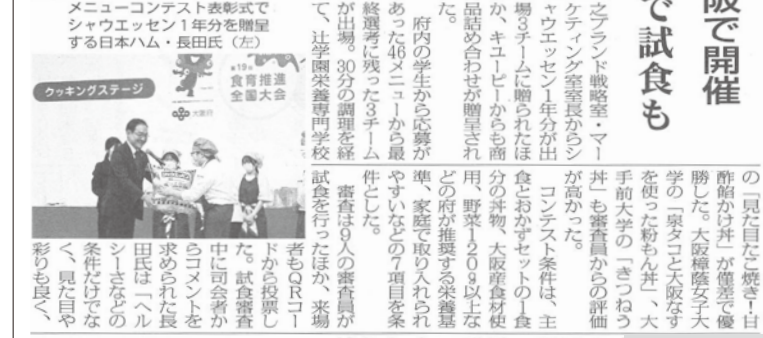 阪で開催
で試食も
之ブランド戦略室・マー
ケティング室室長からシ
ャウエッセン1年分が出
場3チームに贈られたほ
か、キユーピーからも商
品詰め合わせが贈呈され
た。
府内の学生から応募が
あった46メニューから最
終選考に残った3チーム
が出場。30分の調理を経
て、辻学園栄養専門学校
メニューコンテスト表彰式で
シャウエッセン1年分を贈呈
する日本ハム・長田氏（左）
第19回
食育推進
全国大会
クッキングステージ
大阪府
の「見た目たこ焼き！甘
酢餡かけ丼」が僅差で優
勝した。大阪樟蔭女子大
学の「泉タコと大阪なす
を使った粉もん丼」、大
手前大学の「きつねう
丼」も審査員からの評価
が高かった。
コンテスト条件は、主
食とおかずセットの1食
分の丼物、大阪産食材使
用、野菜120g以上な
どの府が推奨する栄養基
準、家庭で取り入れられ
やすいなどの7項目を条
件とした。
審査は9人の審査員が
試食を行ったほか、来場
者もQRコー
ドから投票し
た。試食審査
中に司会者か
らコメントを
求められた長
田氏は「ヘル
シーさなどの
条件だけでな
く、見た目や
彩りも良く、